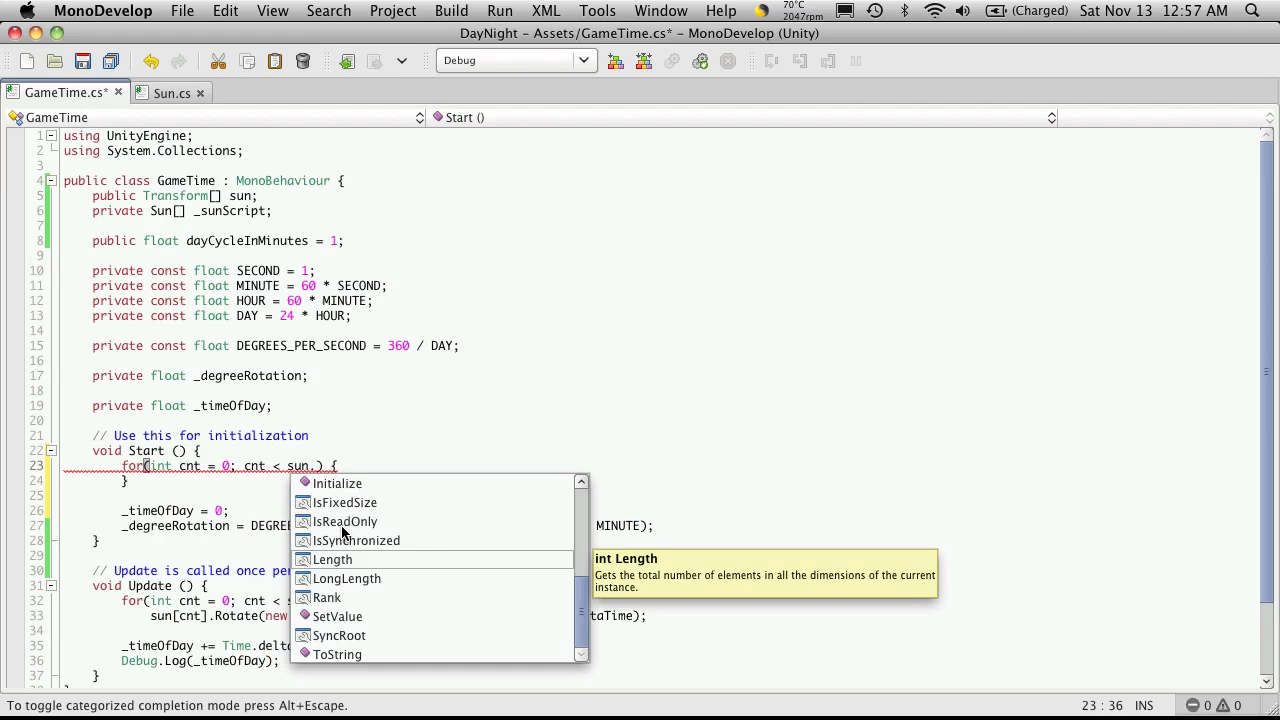 MonoDevelop File Edit View Search Project Build Run XML Tools Window Help 70°C 2047rpm (Charged) Sat Nov 13 12:57 AM
DayNight - Assets/GameTime.cs* - MonoDevelop (Unity)
Debug
GameTime.cs* Sun.cs
GameTime Start ()
1 using UnityEngine;
2 using System.Collections;
3
4 public class GameTime : MonoBehaviour {
5 public Transform[] sun;
6 private Sun[] _sunScript;
7
8 public float dayCycleInMinutes = 1;
9
10 private const float SECOND = 1;
11 private const float MINUTE = 60 * SECOND;
12 private const float HOUR = 60 * MINUTE;
13 private const float DAY = 24 * HOUR;
14
15 private const float DEGREES_PER_SECOND = 360 / DAY;
16
17 private float _degreeRotation;
18
19 private float _timeOfDay;
20
21 // Use this for initialization
22 void Start () {
23 for(int cnt = 0; cnt < sun.) {
24 }
25
26 _timeOfDay = 0;
27 _degreeRotation = DEGREE MINUTE);
28 }
29
30 // Update is called once pe
31 void Update () {
32 for(int cnt = 0; cnt < s
33 sun[cnt].Rotate(new taTime);
34
35 _timeOfDay += Time.delt
36 Debug.Log(_timeOfDay);
37 }
Initialize
IsFixedSize
IsReadOnly
IsSynchronized
Length
LongLength
Rank
SetValue
SyncRoot
ToString
int Length
Gets the total number of elements in all the dimensions of the current
instance.
To toggle categorized completion mode press Alt+Escape. 23 : 36 INS 0 0